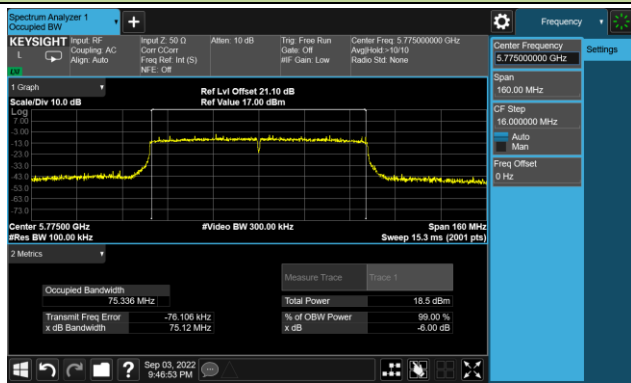 Spectrum Analyzer 1
Occupied BW
Frequency
KEYSIGHT
L
Input: RF
Coupling: AC
Align: Auto
Input Z: 50 Ω
Corr CCorr
Freq Ref: Int (S)
NFE: Off
Atten: 10 dB
Trig: Free Run
Gate: Off
#IF Gain: Low
Center Freq: 5.775000000 GHz
Avg|Hold:>10/10
Radio Std: None
Center Frequency
5.775000000 GHz
Settings
Span
160.00 MHz
CF Step
16.000000 MHz
Auto
Man
Freq Offset
0 Hz
1 Graph
Scale/Div 10.0 dB
Ref Lvl Offset 21.10 dB
Ref Value 17.00 dBm
Log
7.00
-3.00
-13.0
-23.0
-33.0
-43.0
-53.0
-63.0
-73.0
Center 5.77500 GHz
#Video BW 300.00 kHz
Span 160 MHz
#Res BW 100.00 kHz
Sweep 15.3 ms (2001 pts)
2 Metrics
Measure Trace
Trace 1
Occupied Bandwidth
75.336 MHz
Total Power
18.5 dBm
Transmit Freq Error
-76.106 kHz
% of OBW Power
99.00 %
x dB Bandwidth
75.12 MHz
x dB
-6.00 dB
Sep 03, 2022
9:46:53 PM